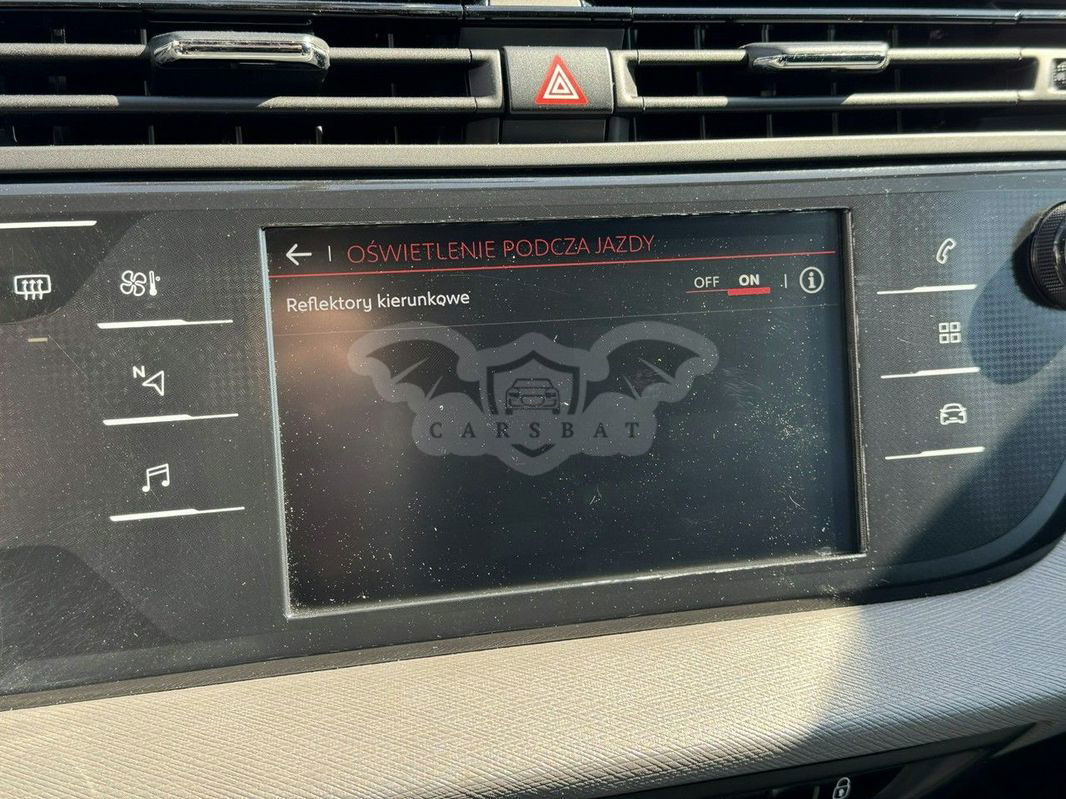 OŚWIETLENIE PODCZA JAZDY
Reflektory kierunkowe OFF ON
CARSBAT
N